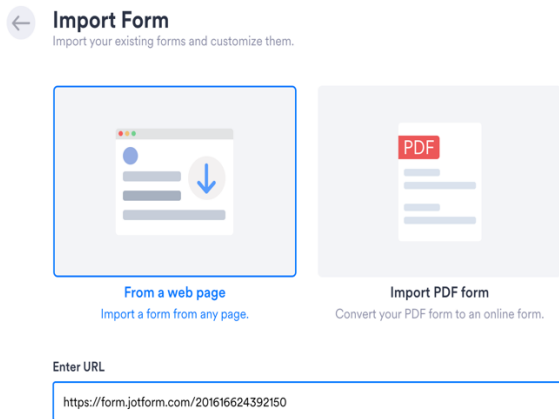 Import Form
Import your existing forms and customize them.
PDF
From a web page
Import a form from any page.
Import PDF form
Convert your PDF form to an online form.
Enter URL
https://form.jotform.com/201616624392150